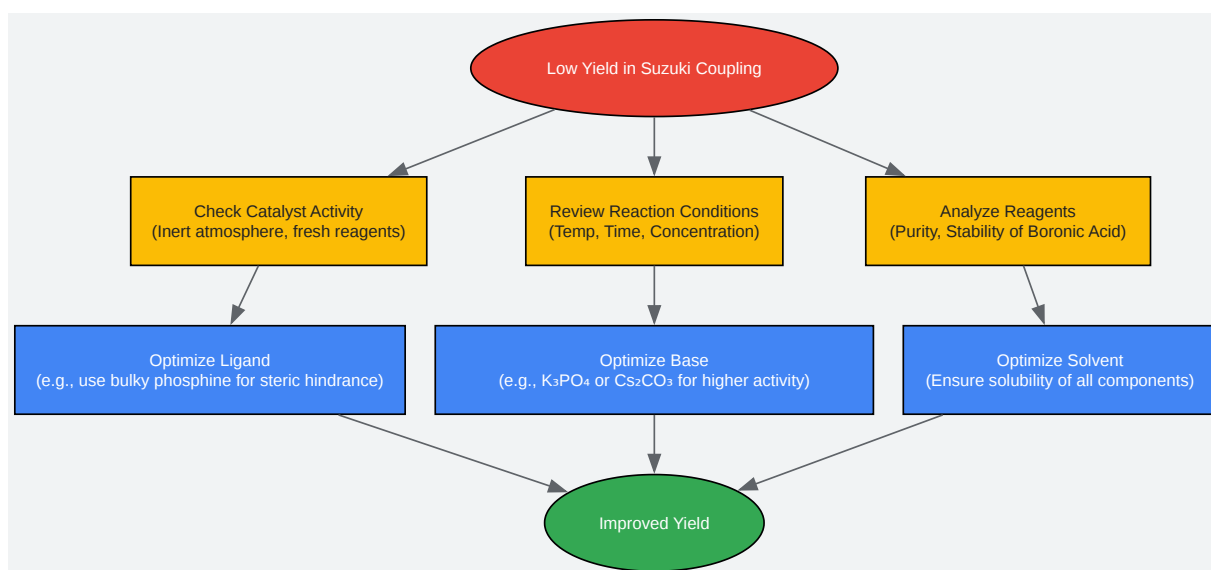 Low Yield in Suzuki Coupling
Check Catalyst Activity
(Inert atmosphere, fresh reagents)
Review Reaction Conditions
(Temp, Time, Concentration)
Analyze Reagents
(Purity, Stability of Boronic Acid)
Optimize Ligand
(e.g., use bulky phosphine for steric hindrance)
Optimize Base
(e.g., K₃PO₄ or Cs₂CO₃ for higher activity)
Optimize Solvent
(Ensure solubility of all components)
Improved Yield